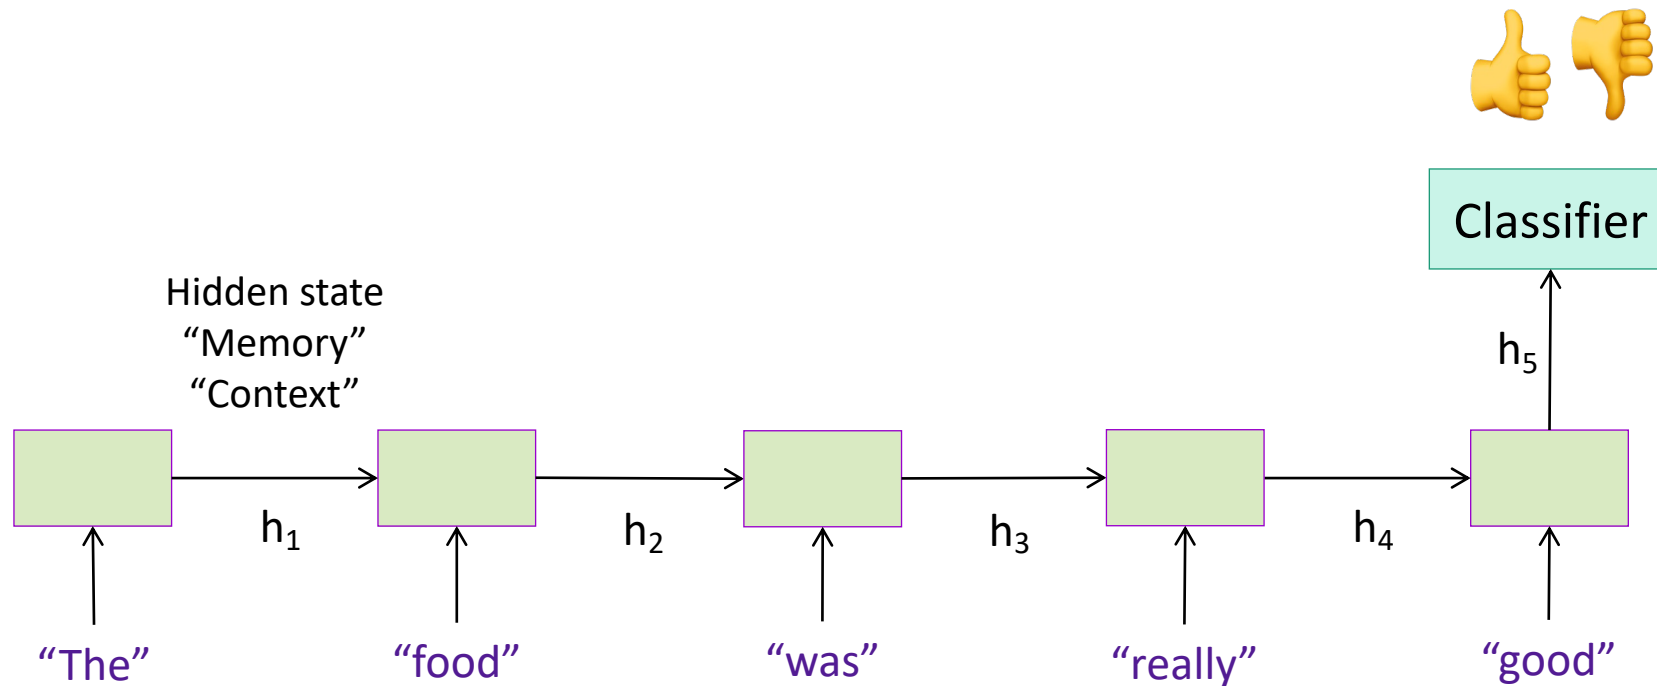 Classifier
Hidden state
“Memory”
“Context”
h₅
h₁
h₂
h₃
h₄
“The”
“food”
“was”
“really”
“good”